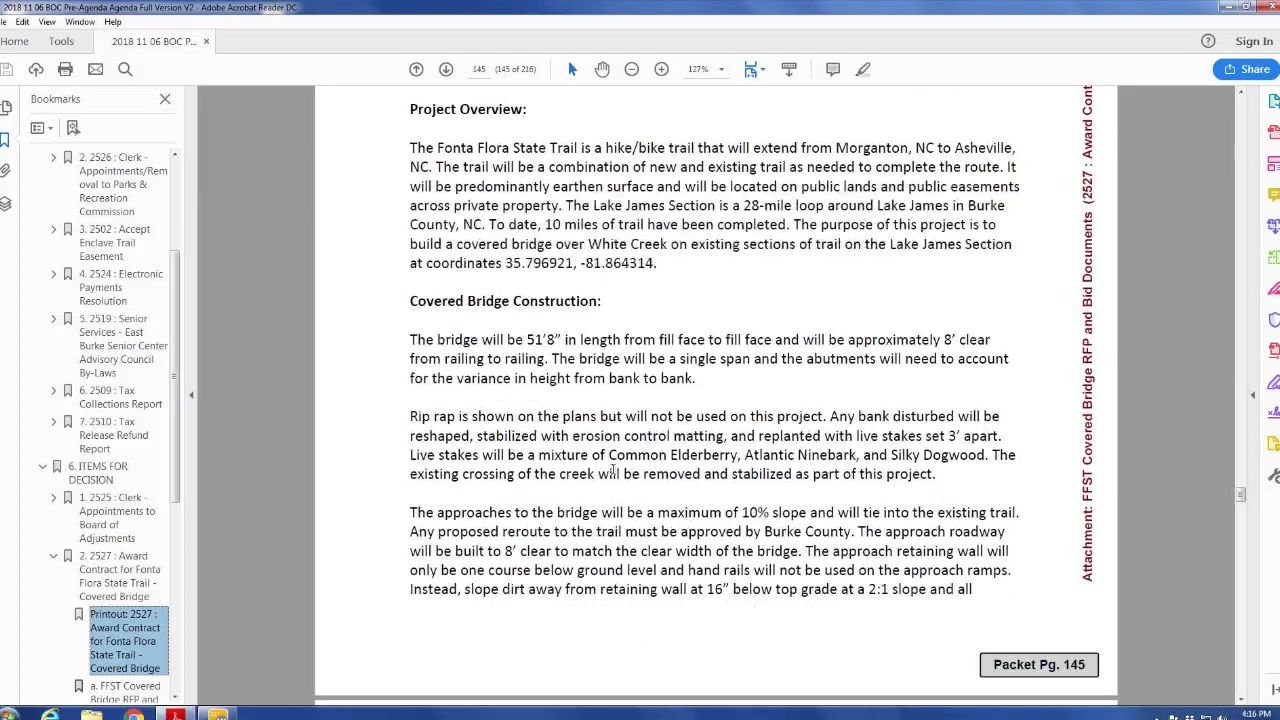 2018 11 06 BOC Pre-Agenda Agenda Full Version V2 - Adobe Acrobat Reader DC
Edit View Window Help
Home Tools 2018 11 06 BOC P... × Sign In
145 (145 of 216) 127% Share
Bookmarks
2. 2526 : Clerk -
Appointments/Rem
oval to Parks &
Recreation
Commission
3. 2502 : Accept
Enclave Trail
Easement
4. 2524 : Electronic
Payments
Resolution
5. 2519 : Senior
Services - East
Burke Senior Center
Advisory Council
By-Laws
6. 2509 : Tax
Collections Report
7. 2510 : Tax
Release Refund
Report
6. ITEMS FOR
DECISION
1. 2525 : Clerk -
Appointments to
Board of
Adjustments
2. 2527 : Award
Contract for Fonta
Flora State Trail -
Covered Bridge
Printout: 2527 :
Award Contract
for Fonta Flora
State Trail -
Covered Bridge
a. FFST Covered
Bridge RFP and
Project Overview:
The Fonta Flora State Trail is a hike/bike trail that will extend from Morganton, NC to Asheville,
NC. The trail will be a combination of new and existing trail as needed to complete the route. It
will be predominantly earthen surface and will be located on public lands and public easements
across private property. The Lake James Section is a 28-mile loop around Lake James in Burke
County, NC. To date, 10 miles of trail have been completed. The purpose of this project is to
build a covered bridge over White Creek on existing sections of trail on the Lake James Section
at coordinates 35.796921, -81.864314.
Covered Bridge Construction:
The bridge will be 51’8” in length from fill face to fill face and will be approximately 8’ clear
from railing to railing. The bridge will be a single span and the abutments will need to account
for the variance in height from bank to bank.
Rip rap is shown on the plans but will not be used on this project. Any bank disturbed will be
reshaped, stabilized with erosion control matting, and replanted with live stakes set 3’ apart.
Live stakes will be a mixture of Common Elderberry, Atlantic Ninebark, and Silky Dogwood. The
existing crossing of the creek will be removed and stabilized as part of this project.
The approaches to the bridge will be a maximum of 10% slope and will tie into the existing trail.
Any proposed reroute to the trail must be approved by Burke County. The approach roadway
will be built to 8’ clear to match the clear width of the bridge. The approach retaining wall will
only be one course below ground level and hand rails will not be used on the approach ramps.
Instead, slope dirt away from retaining wall at 16” below top grade at a 2:1 slope and all
Packet Pg. 145
Attachment: FFST Covered Bridge RFP and Bid Documents (2527 : Award Cont
4:16 PM